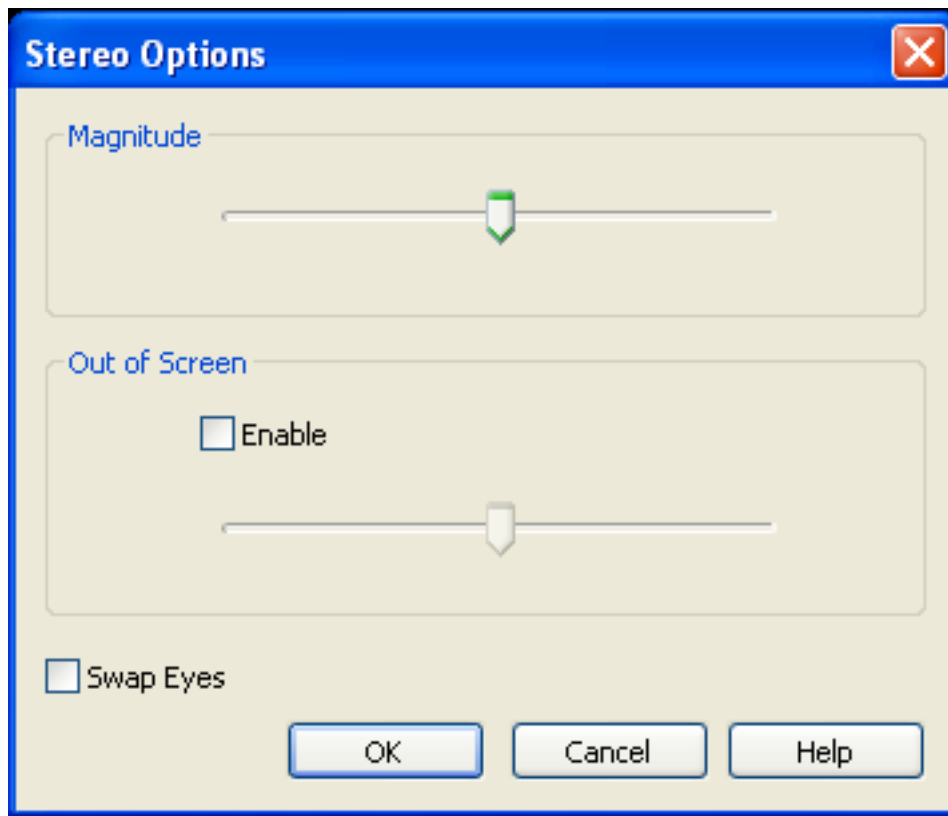 Stereo Options
Magnitude
Out of Screen
Enable
Swap Eyes
OK Cancel Help